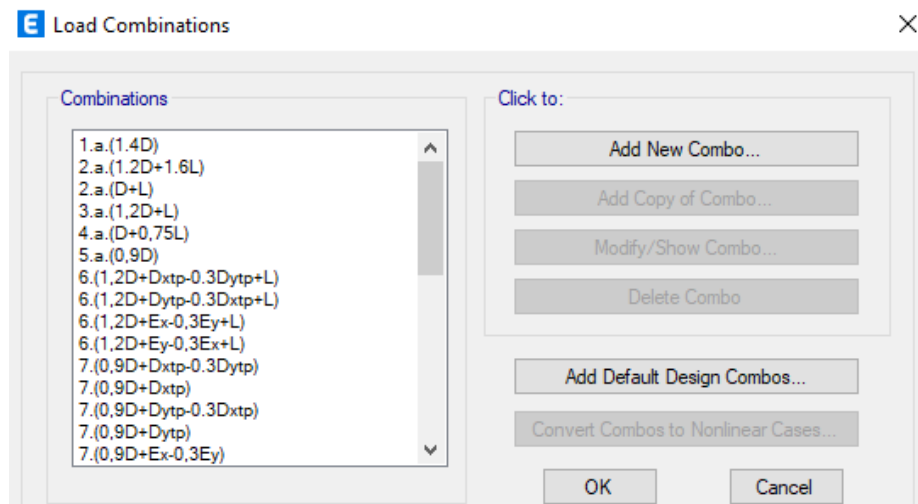 E Load Combinations
Combinations
1.a.(1.4D)
2.a.(1.2D+1.6L)
2.a.(D+L)
3.a.(1,2D+L)
4.a.(D+0,75L)
5.a.(0,9D)
6.(1,2D+Dxtp-0.3Dytp+L)
6.(1,2D+Dytp-0.3Dxtp+L)
6.(1,2D+Ex-0,3Ey+L)
6.(1,2D+Ey-0,3Ex+L)
7.(0,9D+Dxtp-0.3Dytp)
7.(0,9D+Dxtp)
7.(0,9D+Dytp-0.3Dxtp)
7.(0,9D+Dytp)
7.(0,9D+Ex-0,3Ey)
Click to:
Add New Combo...
Add Copy of Combo...
Modify/Show Combo...
Delete Combo
Add Default Design Combos...
Convert Combos to Nonlinear Cases...
OK
Cancel